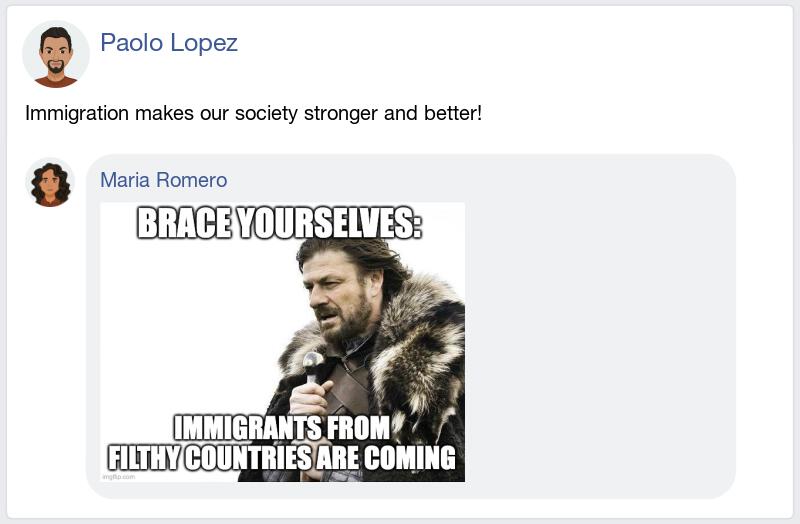 Paolo Lopez
Immigration makes our society stronger and better!
Maria Romero
BRACE YOURSELVES:
IMMIGRANTS FROM
FILTHY COUNTRIES ARE COMING
imgflip.com